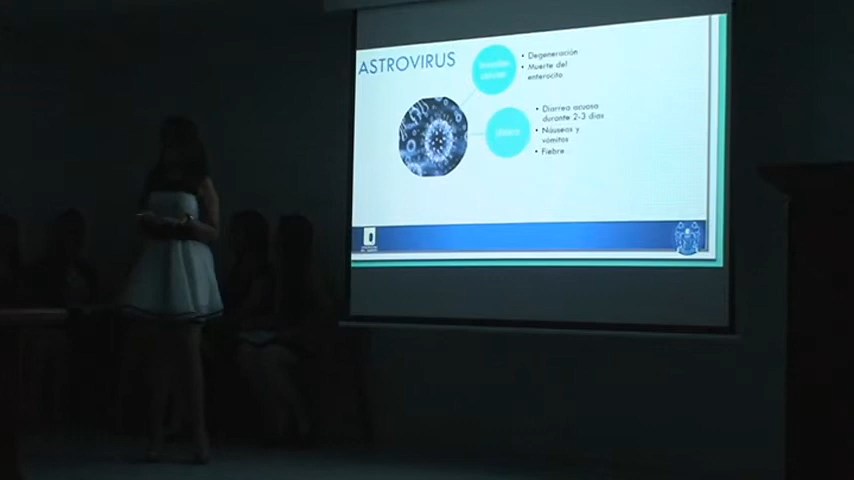 ASTROVIRUS
• Degeneración
• Muerte del
enterocito
• Diarrea acuosa
durante 2-3 días
• Náuseas y
vómitos
• Fiebre